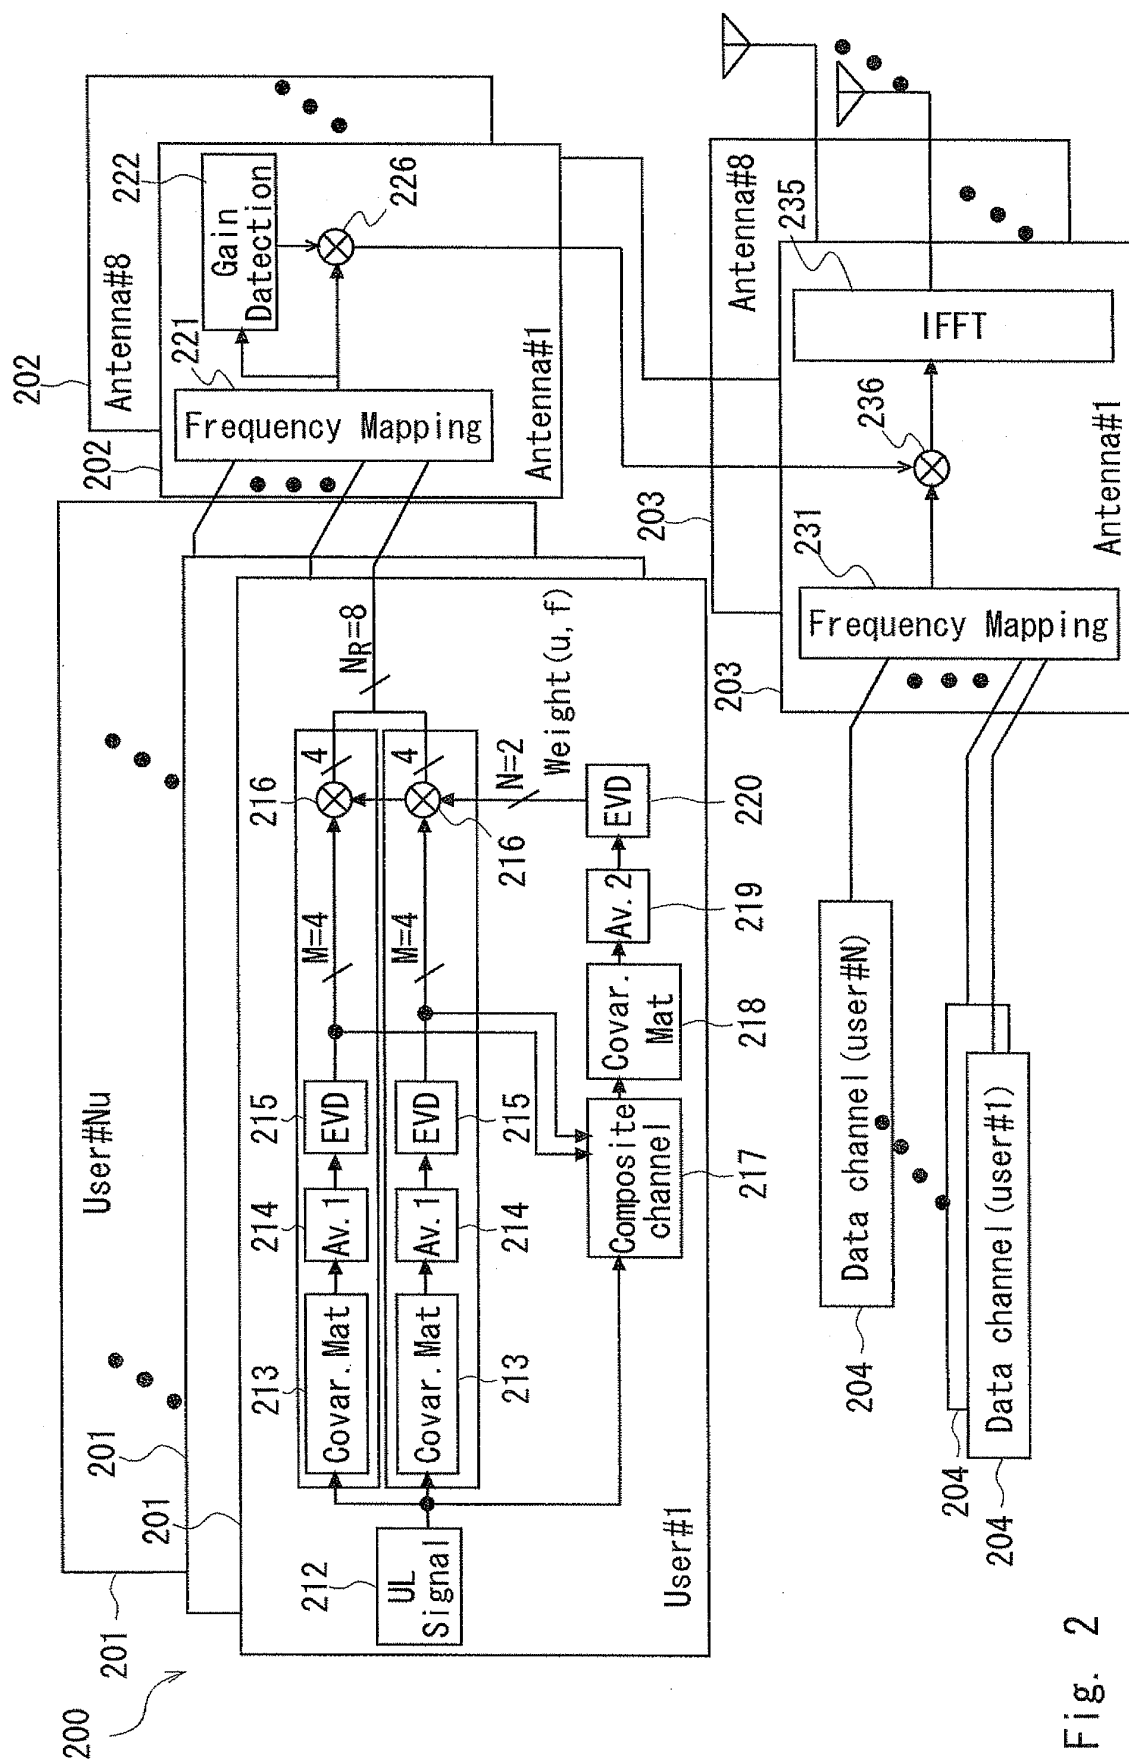 200
201
201
201
User#Nu
User#1
212
UL
Signal
213
Covar. Mat
214
Av. 1
215
EVD
M=4
216
4
213
Covar. Mat
214
Av. 1
215
EVD
M=4
216
4
NR=8
N=2
Weight(u, f)
217
Composite
channel
218
Covar.
Mat
219
Av. 2
220
EVD
202
202
Antenna#8
Antenna#1
221
Frequency Mapping
222
Gain
Datection
226
203
203
Antenna#8
Antenna#1
231
Frequency Mapping
236
235
IFFT
204
Data channel(user#N)
204
204
Data channel(user#1)
Fig. 2